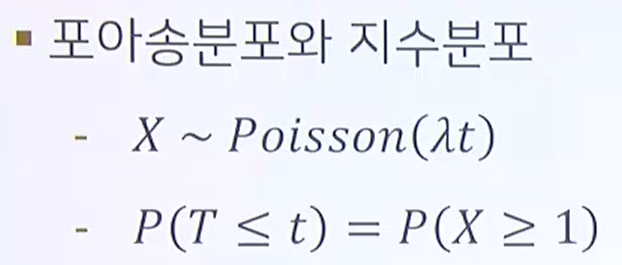 ▪ 포아송분포와 지수분포
- X ~ Poisson(λt)
- P(T ≤ t) = P(X ≥ 1)